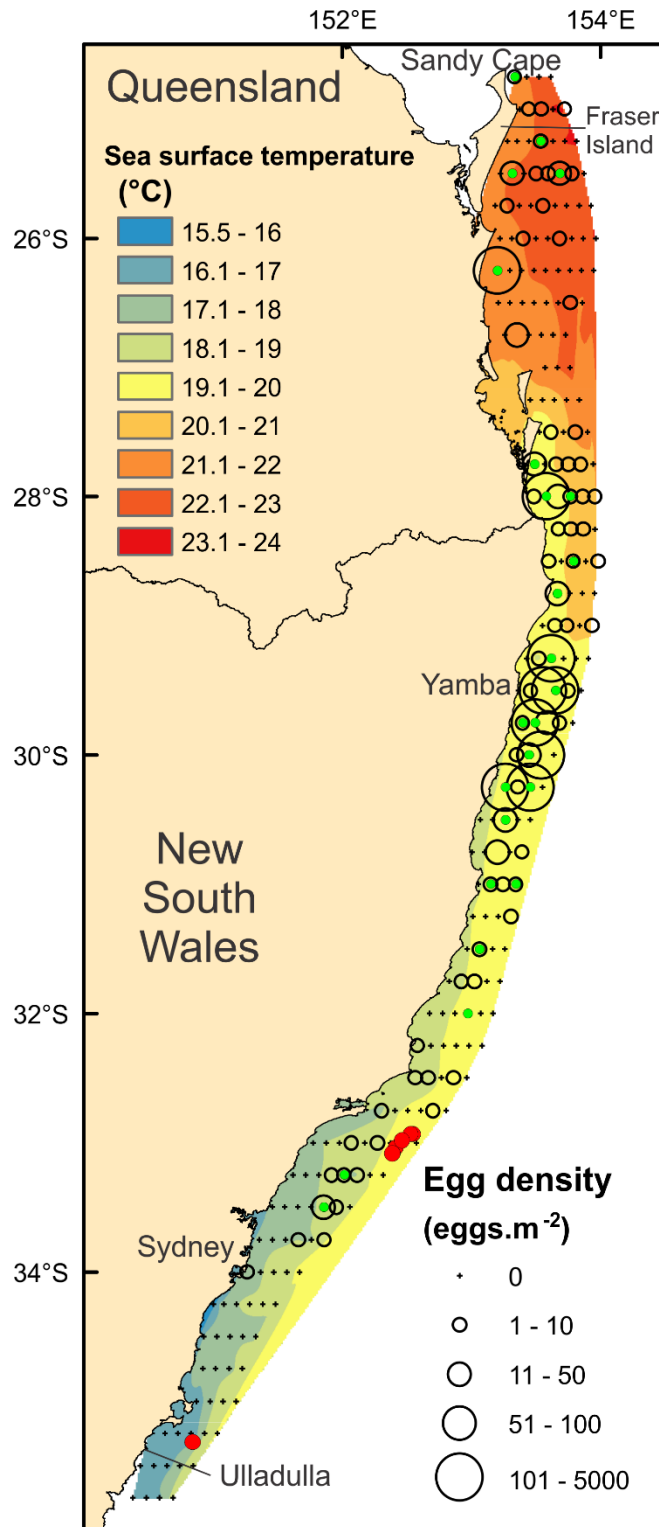 152°E
154°E
Sandy Cape
Queensland
Fraser
Island
Sea surface temperature
(°C)
15.5 - 16
16.1 - 17
17.1 - 18
18.1 - 19
19.1 - 20
20.1 - 21
21.1 - 22
22.1 - 23
23.1 - 24
26°S
28°S
Yamba
30°S
New
South
Wales
32°S
Sydney
34°S
Ulladulla
Egg density
(eggs.m⁻²)
0
1 - 10
11 - 50
51 - 100
101 - 5000